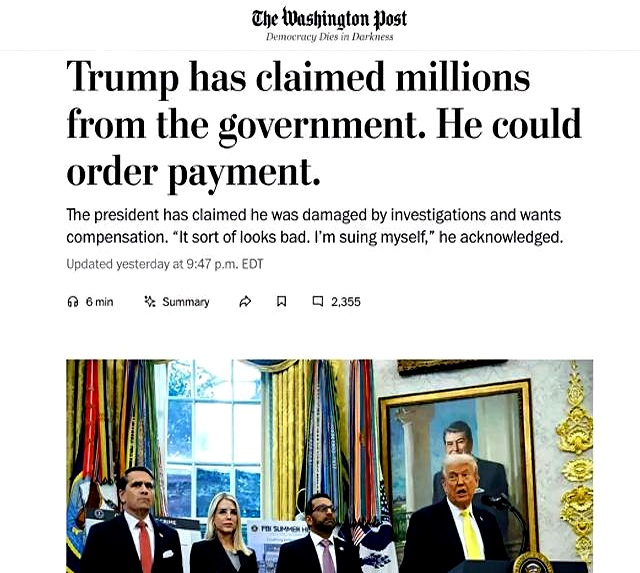 The Washington Post
Democracy Dies in Darkness
Trump has claimed millions
from the government. He could
order payment.
The president has claimed he was damaged by investigations and wants
compensation. “It sort of looks bad. I’m suing myself,” he acknowledged.
Updated yesterday at 9:47 p.m. EDT
6 min Summary 2,355
FBI SUMMER